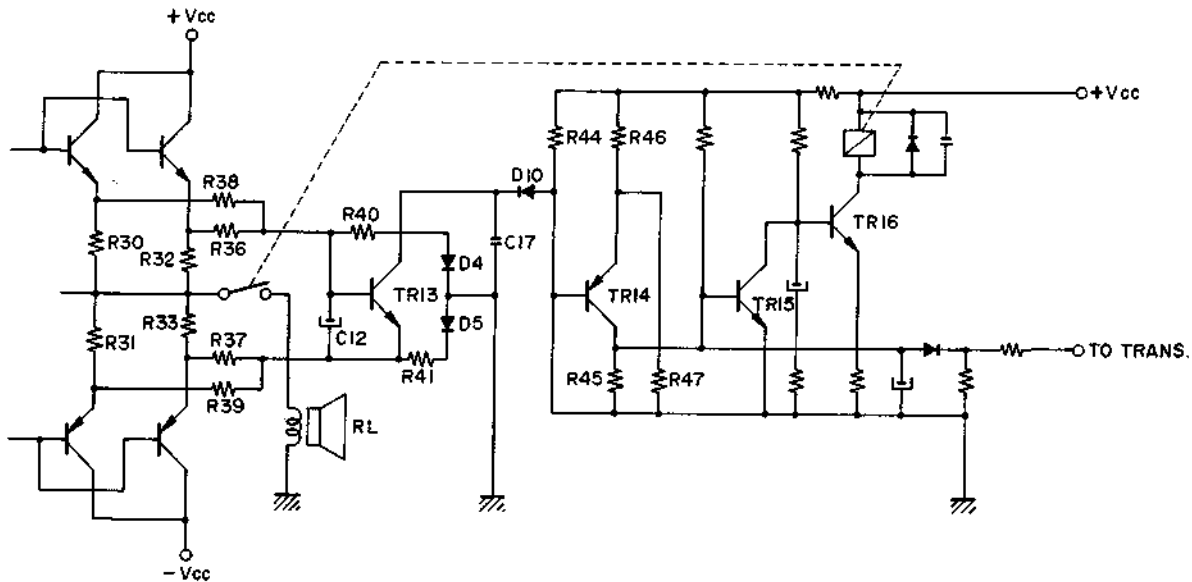 +Vcc
R38
R36
R30
R32
R33
R31
R37
R39
R40
C12
TR13
D4
D5
R41
RL
C17
D10
R44
R46
TR14
R45
R47
TR15
TR16
+Vcc
TO TRANS.
-Vcc